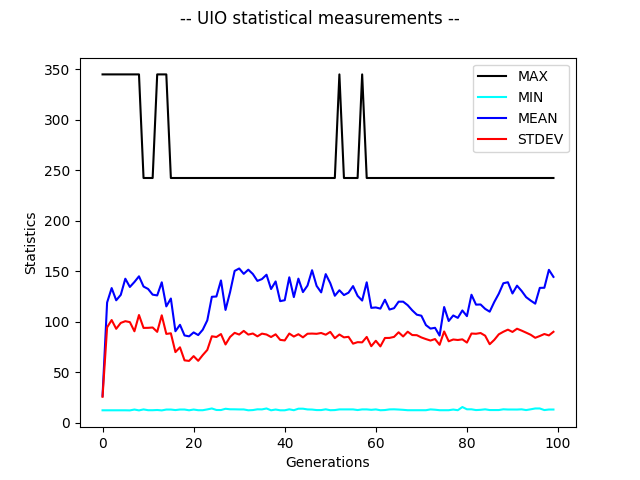 -- UIO statistical measurements --
MAX
MIN
MEAN
STDEV
Statistics
350
300
250
200
150
100
50
0
0 20 40 60 80 100
Generations